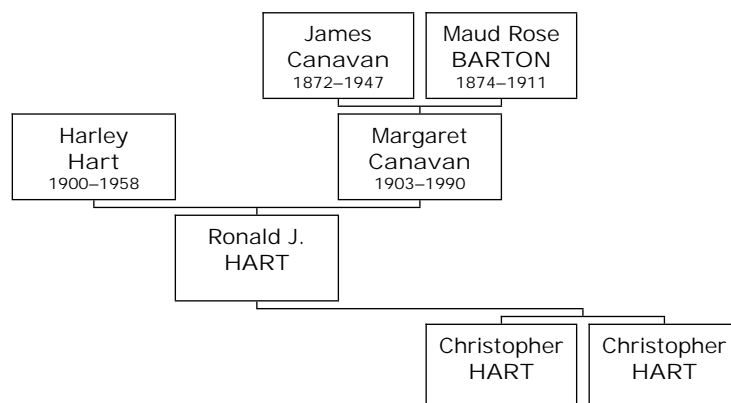 James
Canavan
1872–1947
Maud Rose
BARTON
1874–1911
Harley
Hart
1900–1958
Margaret
Canavan
1903–1990
Ronald J.
HART
Christopher
HART
Christopher
HART